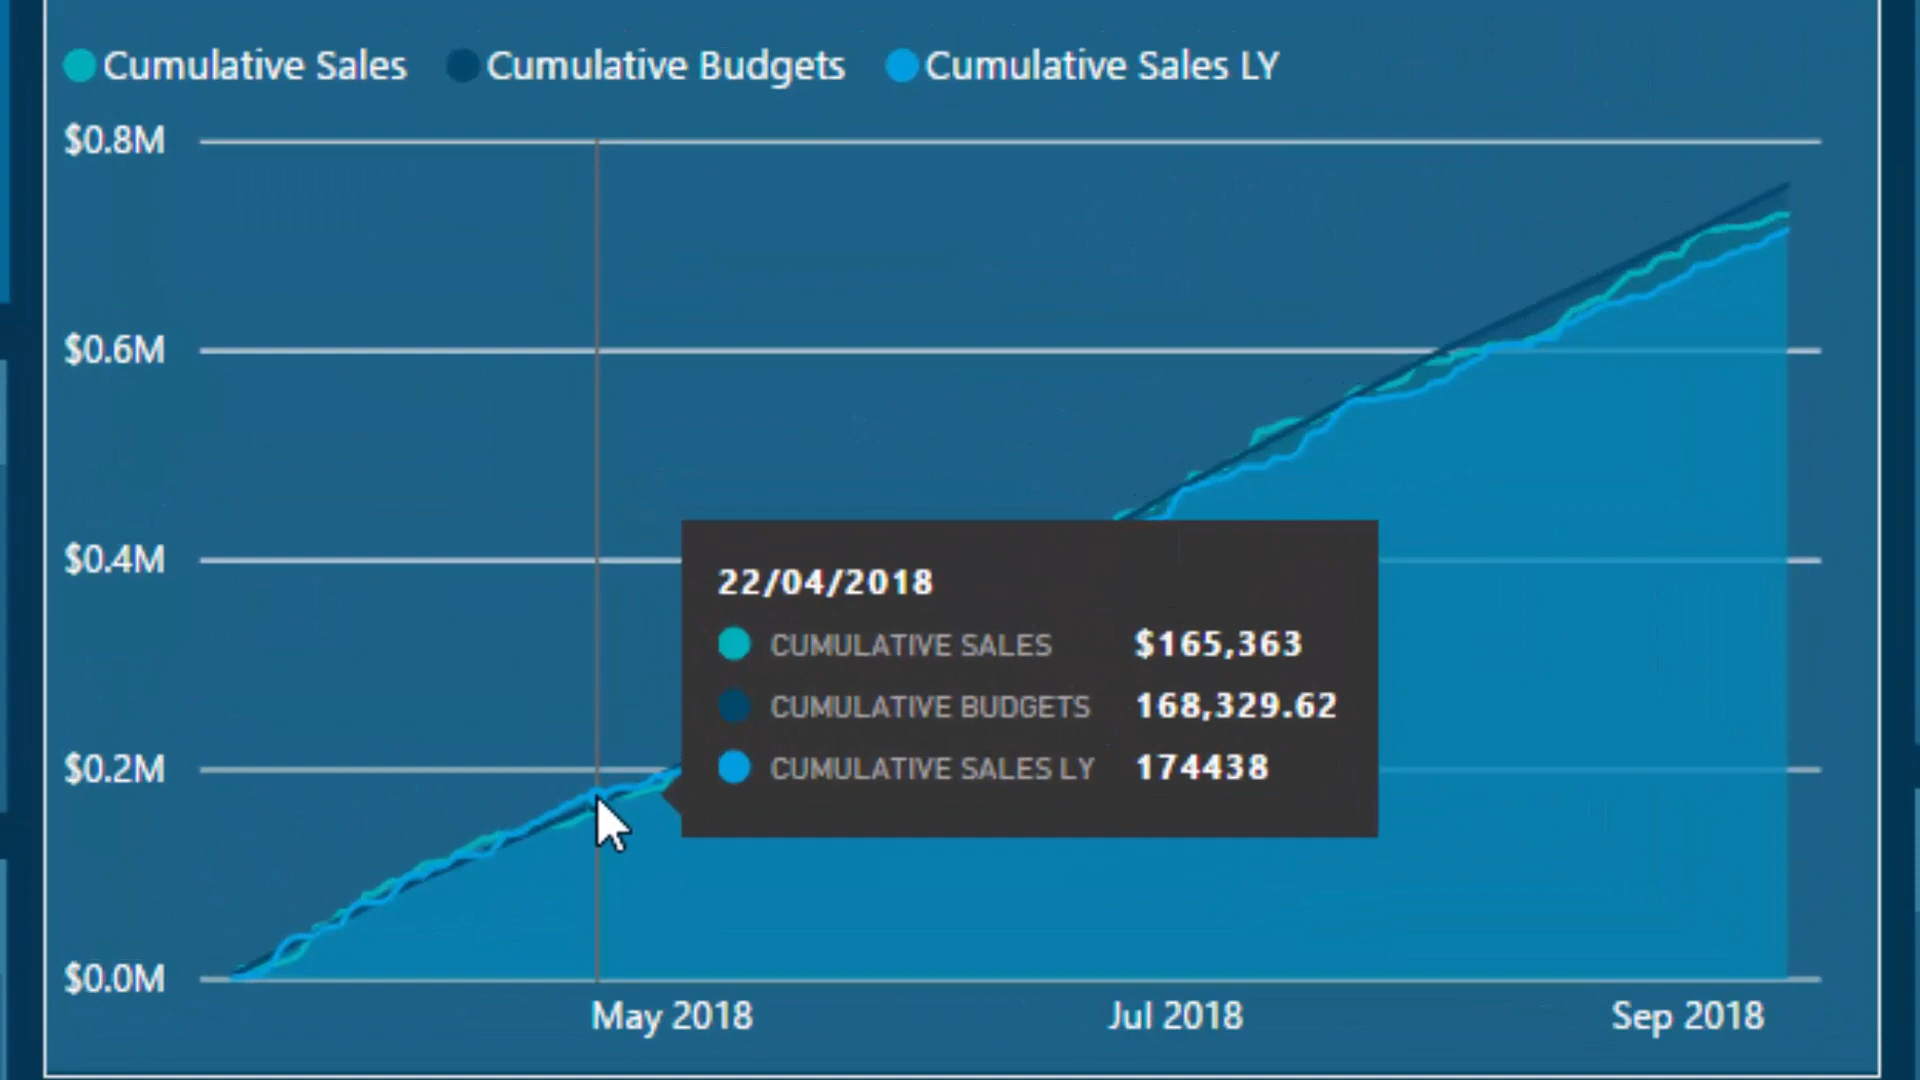 Cumulative Sales Cumulative Budgets Cumulative Sales LY
$0.8M
$0.6M
$0.4M
$0.2M
$0.0M
22/04/2018
CUMULATIVE SALES $165,363
CUMULATIVE BUDGETS 168,329.62
CUMULATIVE SALES LY 174438
May 2018 Jul 2018 Sep 2018